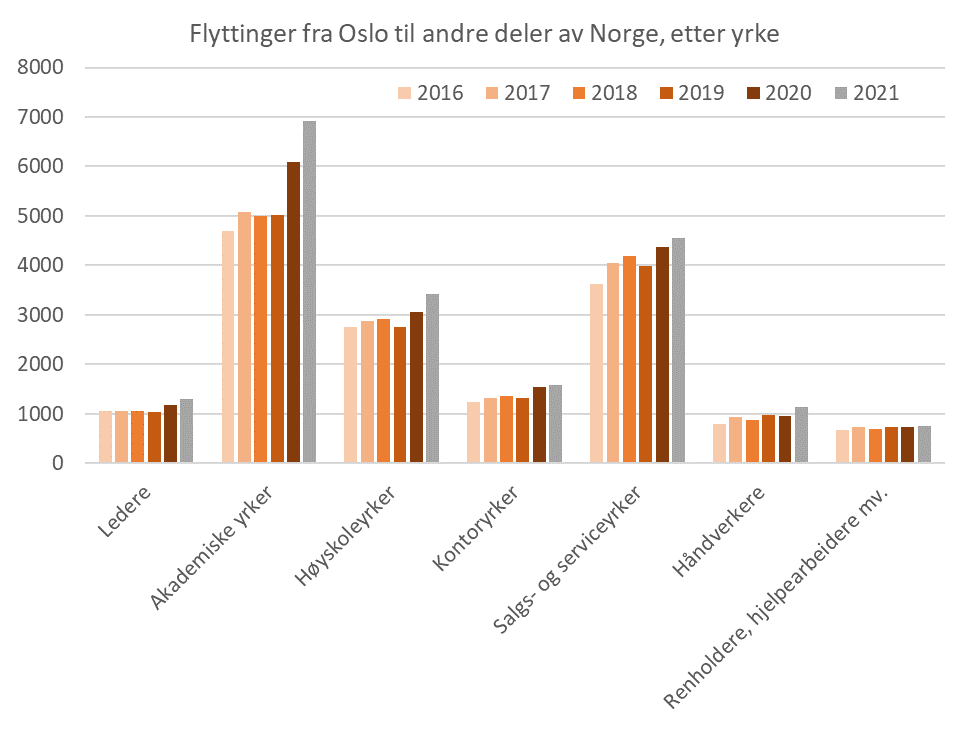 Flyttinger fra Oslo til andre deler av Norge, etter yrke
8000
2016 2017 2018 2019 2020 2021
7000
6000
5000
4000
3000
2000
1000
0
Ledere
Akademiske yrker
Høyskoleyrker
Kontoryrker
Salgs- og serviceyrker
Håndverkere
Renholdere, hjelpearbeidere mv.